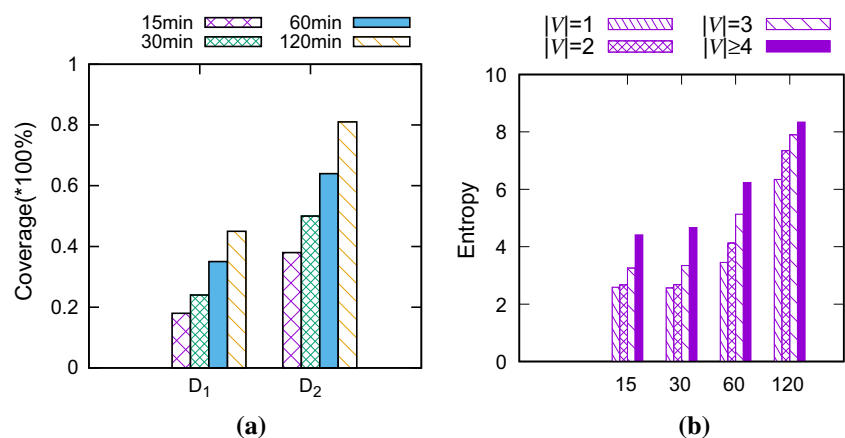 15min 60min
30min 120min
Coverage(*100%)
1
0.8
0.6
0.4
0.2
0
D₁ D₂
(a)
|V|=1 |V|=3
|V|=2 |V|≥4
Entropy
10
8
6
4
2
0
15 30 60 120
(b)